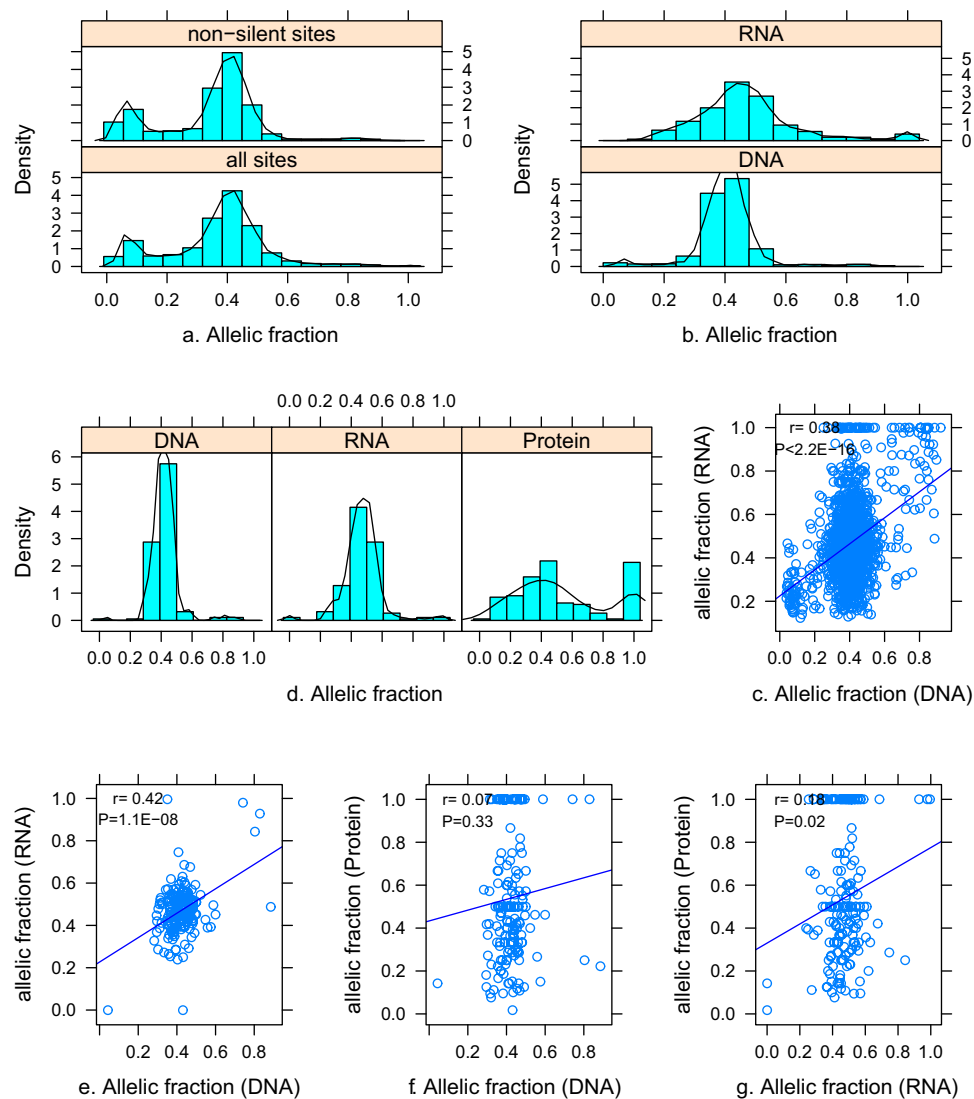 non−silent sites
RNA
5
4
3
2
1
0
5
4
3
2
1
0
Density
Density
all sites
DNA
5
4
3
2
1
0
5
4
3
2
1
0
0.0 0.2 0.4 0.6 0.8 1.0
0.0 0.2 0.4 0.6 0.8 1.0
a. Allelic fraction
b. Allelic fraction
0.0 0.2 0.4 0.6 0.8 1.0
DNA RNA Protein
6
5
4
3
2
1
0
Density
0.0 0.2 0.4 0.6 0.8 1.0
0.0 0.2 0.4 0.6 0.8 1.0
d. Allelic fraction
r= 0.38
P<2.2E−16
1.0
0.8
0.6
0.4
0.2
allelic fraction (RNA)
0.0 0.2 0.4 0.6 0.8
c. Allelic fraction (DNA)
r= 0.42
P=1.1E−08
1.0
0.8
0.6
0.4
0.2
0.0
allelic fraction (RNA)
0.2 0.4 0.6 0.8
e. Allelic fraction (DNA)
r= 0.07
P=0.33
1.0
0.8
0.6
0.4
0.2
0.0
allelic fraction (Protein)
0.0 0.2 0.4 0.6 0.8
f. Allelic fraction (DNA)
r= 0.18
P=0.02
1.0
0.8
0.6
0.4
0.2
0.0
allelic fraction (Protein)
0.0 0.2 0.4 0.6 0.8 1.0
g. Allelic fraction (RNA)